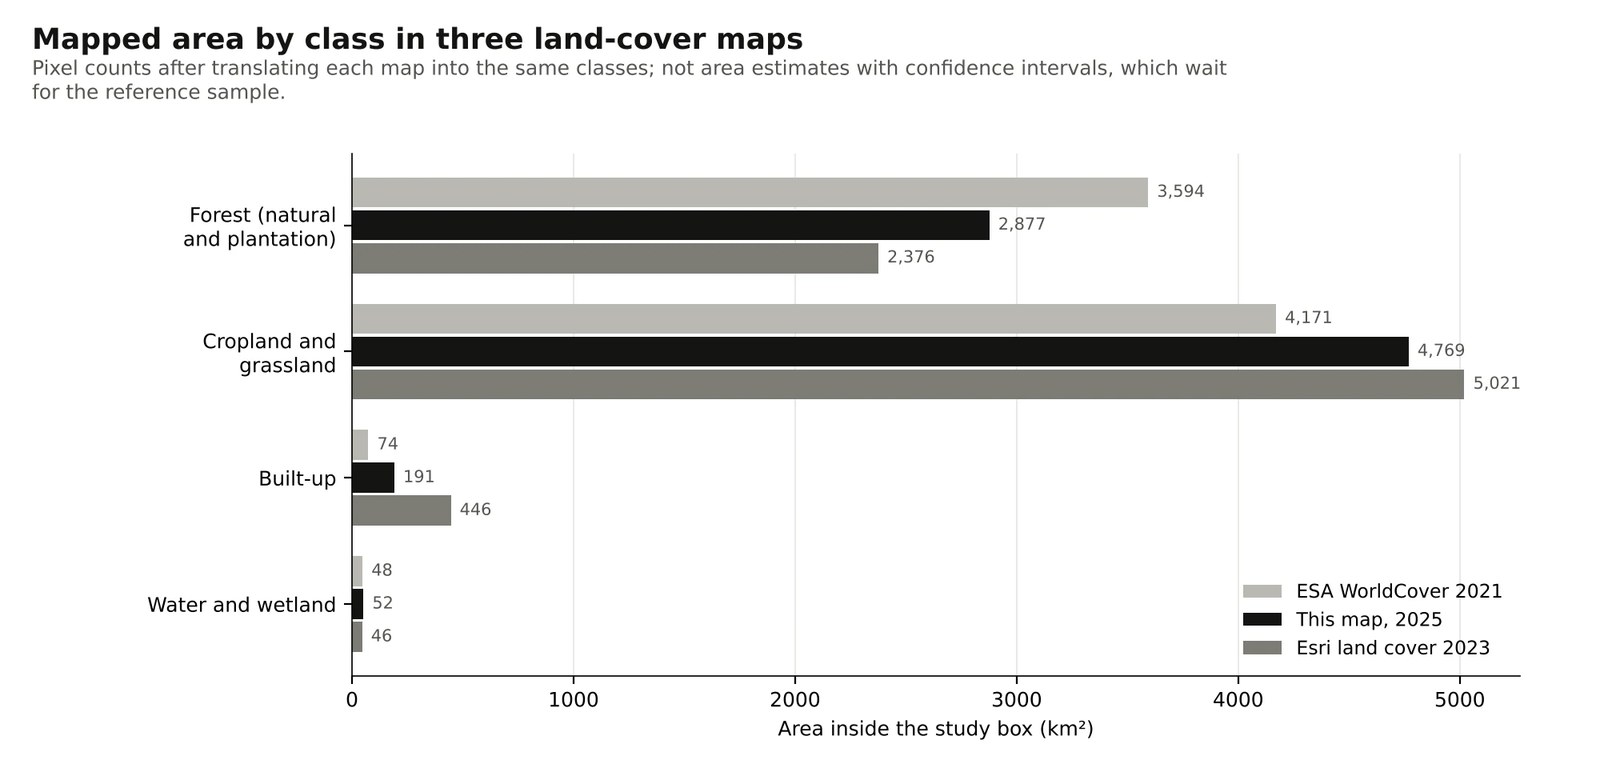 Mapped area by class in three land-cover maps
Pixel counts after translating each map into the same classes; not area estimates with confidence intervals, which wait
for the reference sample.
Forest (natural
and plantation)
3,594
2,877
2,376
Cropland and
grassland
4,171
4,769
5,021
Built-up
74
191
446
Water and wetland
48
52
46
ESA WorldCover 2021
This map, 2025
Esri land cover 2023
0 1000 2000 3000 4000 5000
Area inside the study box (km²)